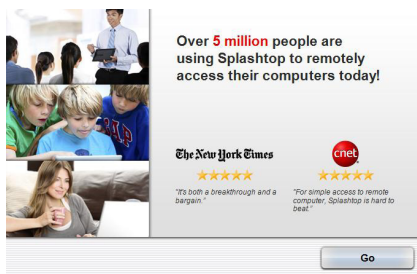 Over 5 million people are
using Splashtop to remotely
access their computers today!
The New York Times
cnet
"It's both a breakthrough and a
bargain."
"For simple access to remote
computer, Splashtop is hard to
beat."
Go